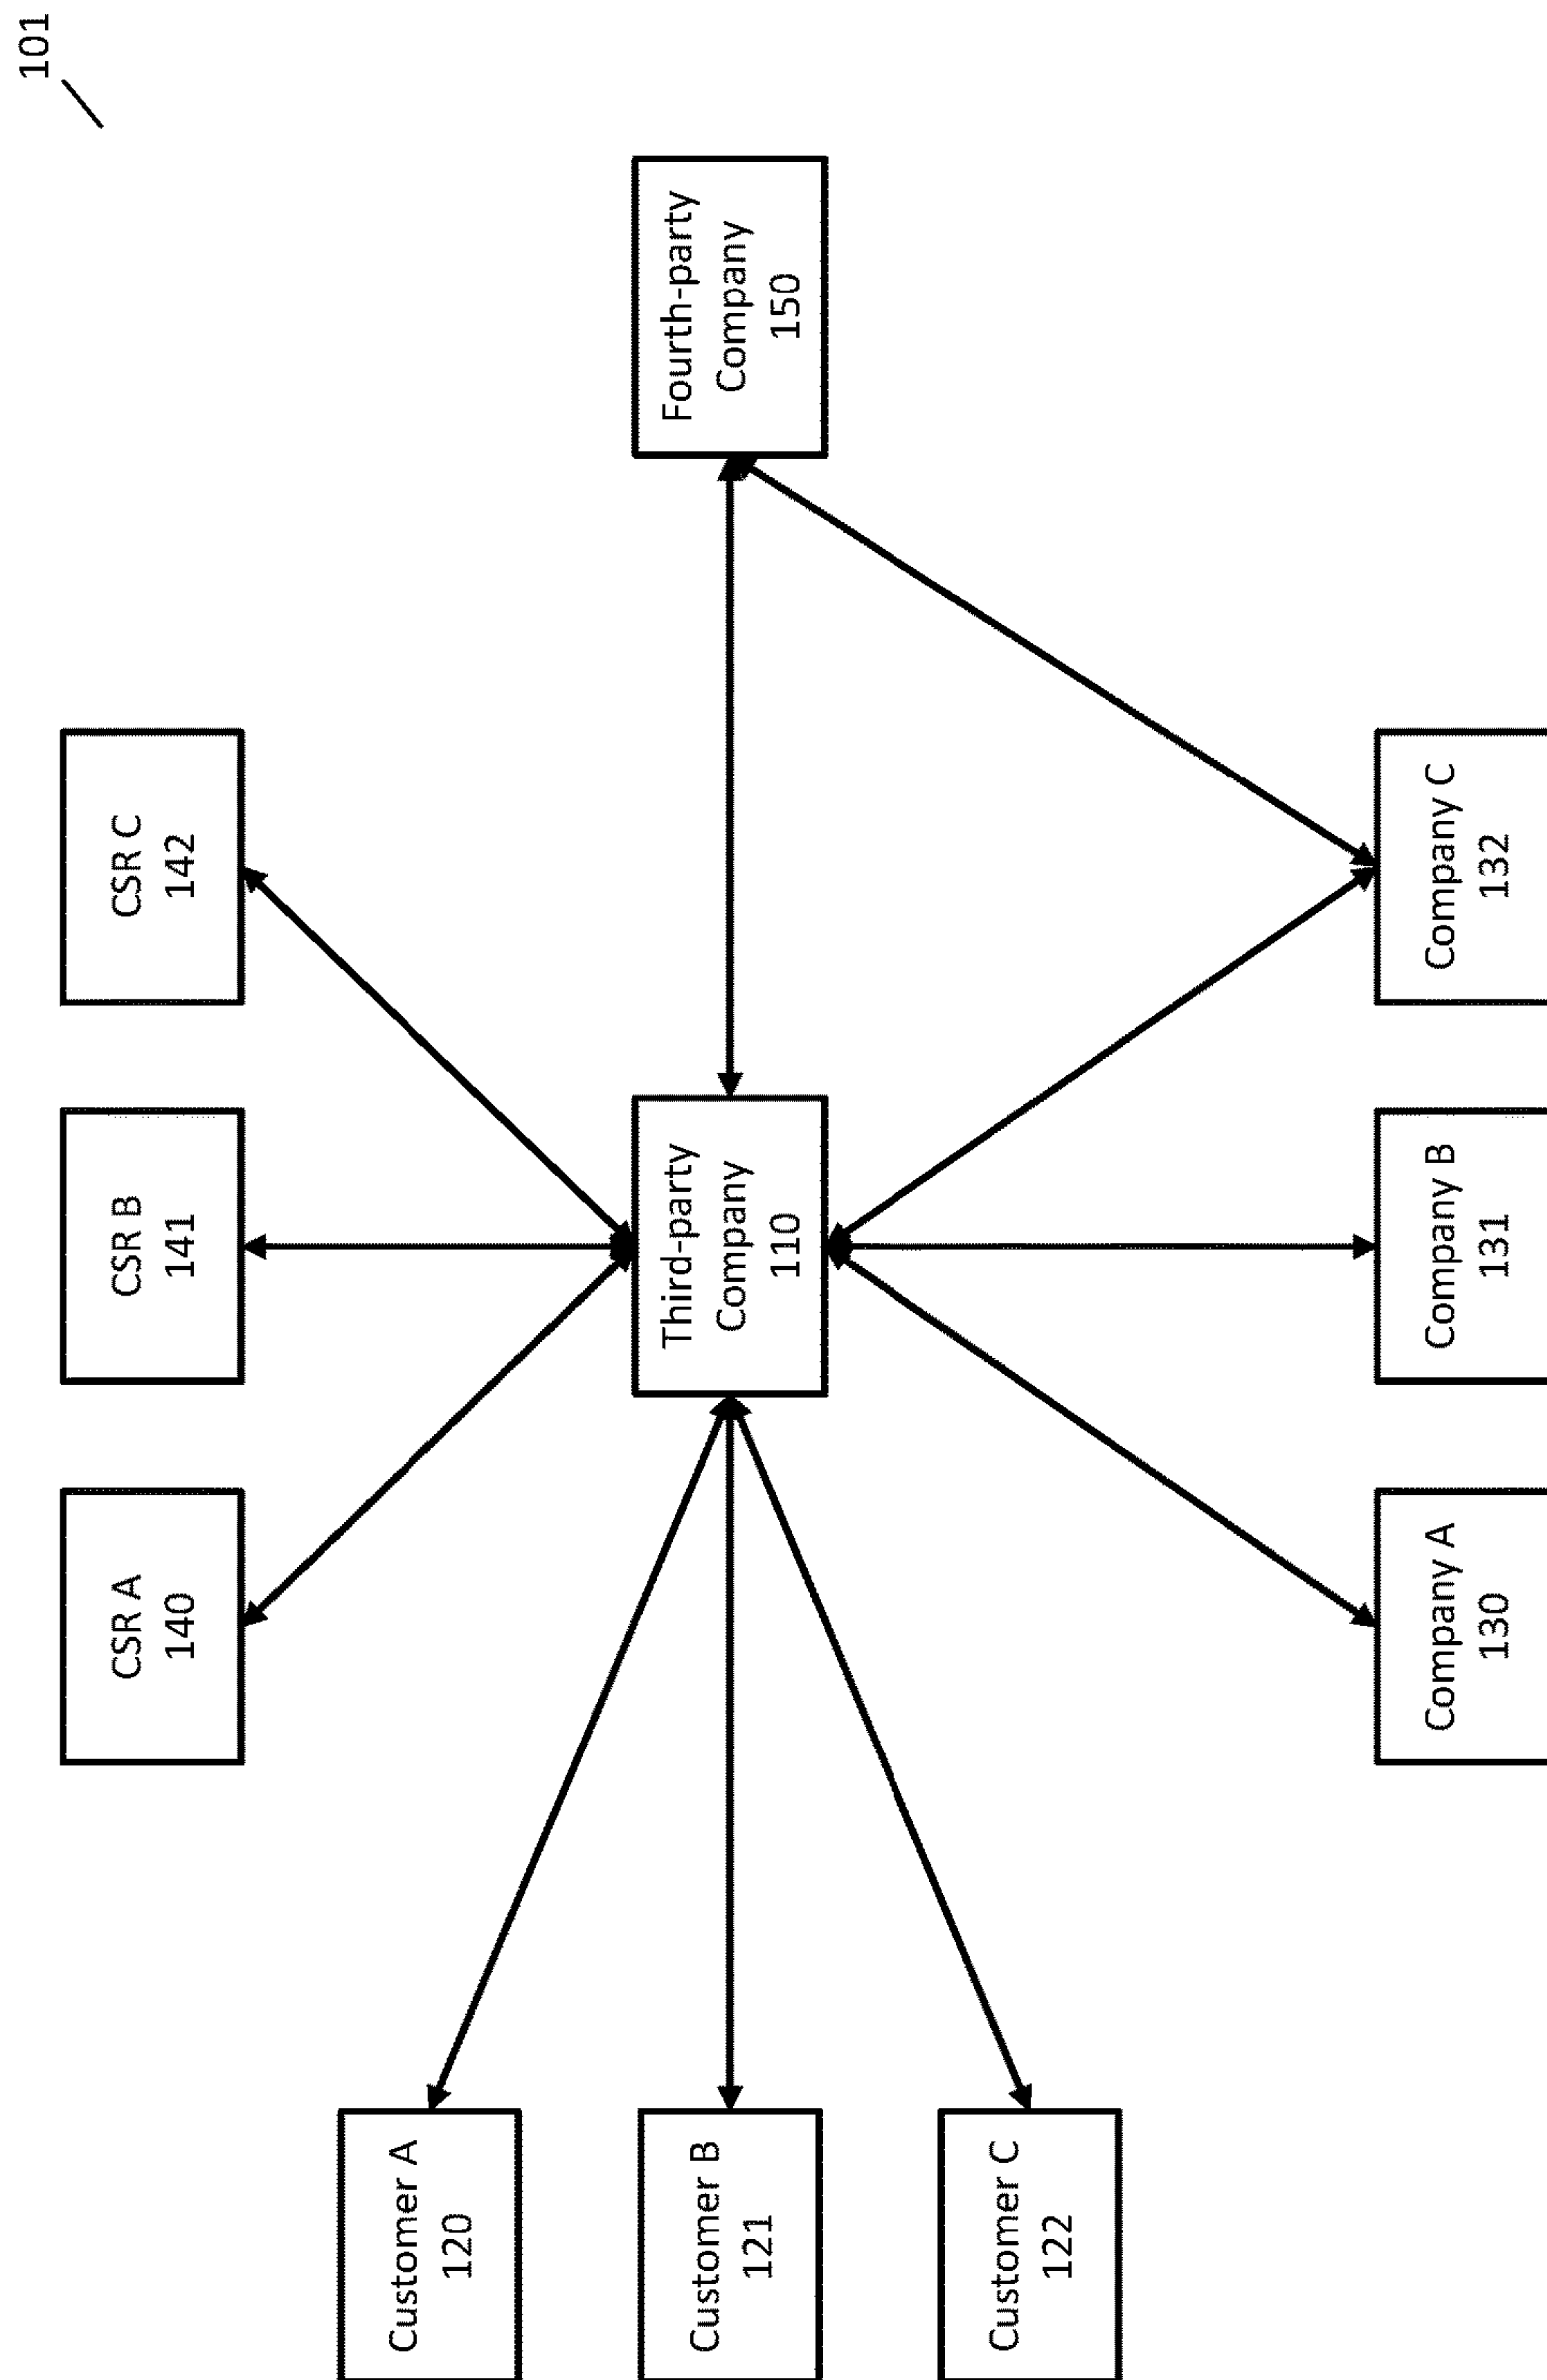 101
CSR A
140
CSR B
141
CSR C
142
Customer A
120
Customer B
121
Customer C
122
Third-party
Company
110
Fourth-party
Company
150
Company A
130
Company B
131
Company C
132